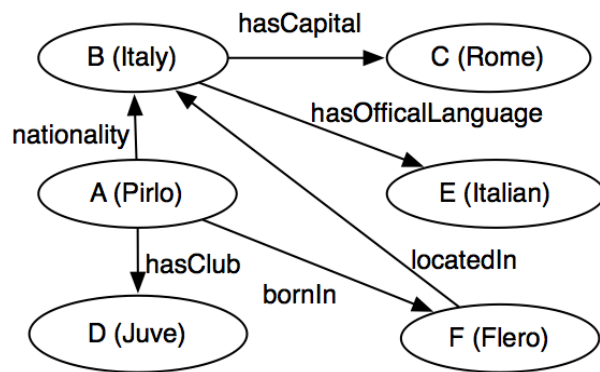 hasCapital
B (Italy)
C (Rome)
hasOfficalLanguage
nationality
A (Pirlo)
E (Italian)
hasClub
locatedIn
bornIn
D (Juve)
F (Flero)